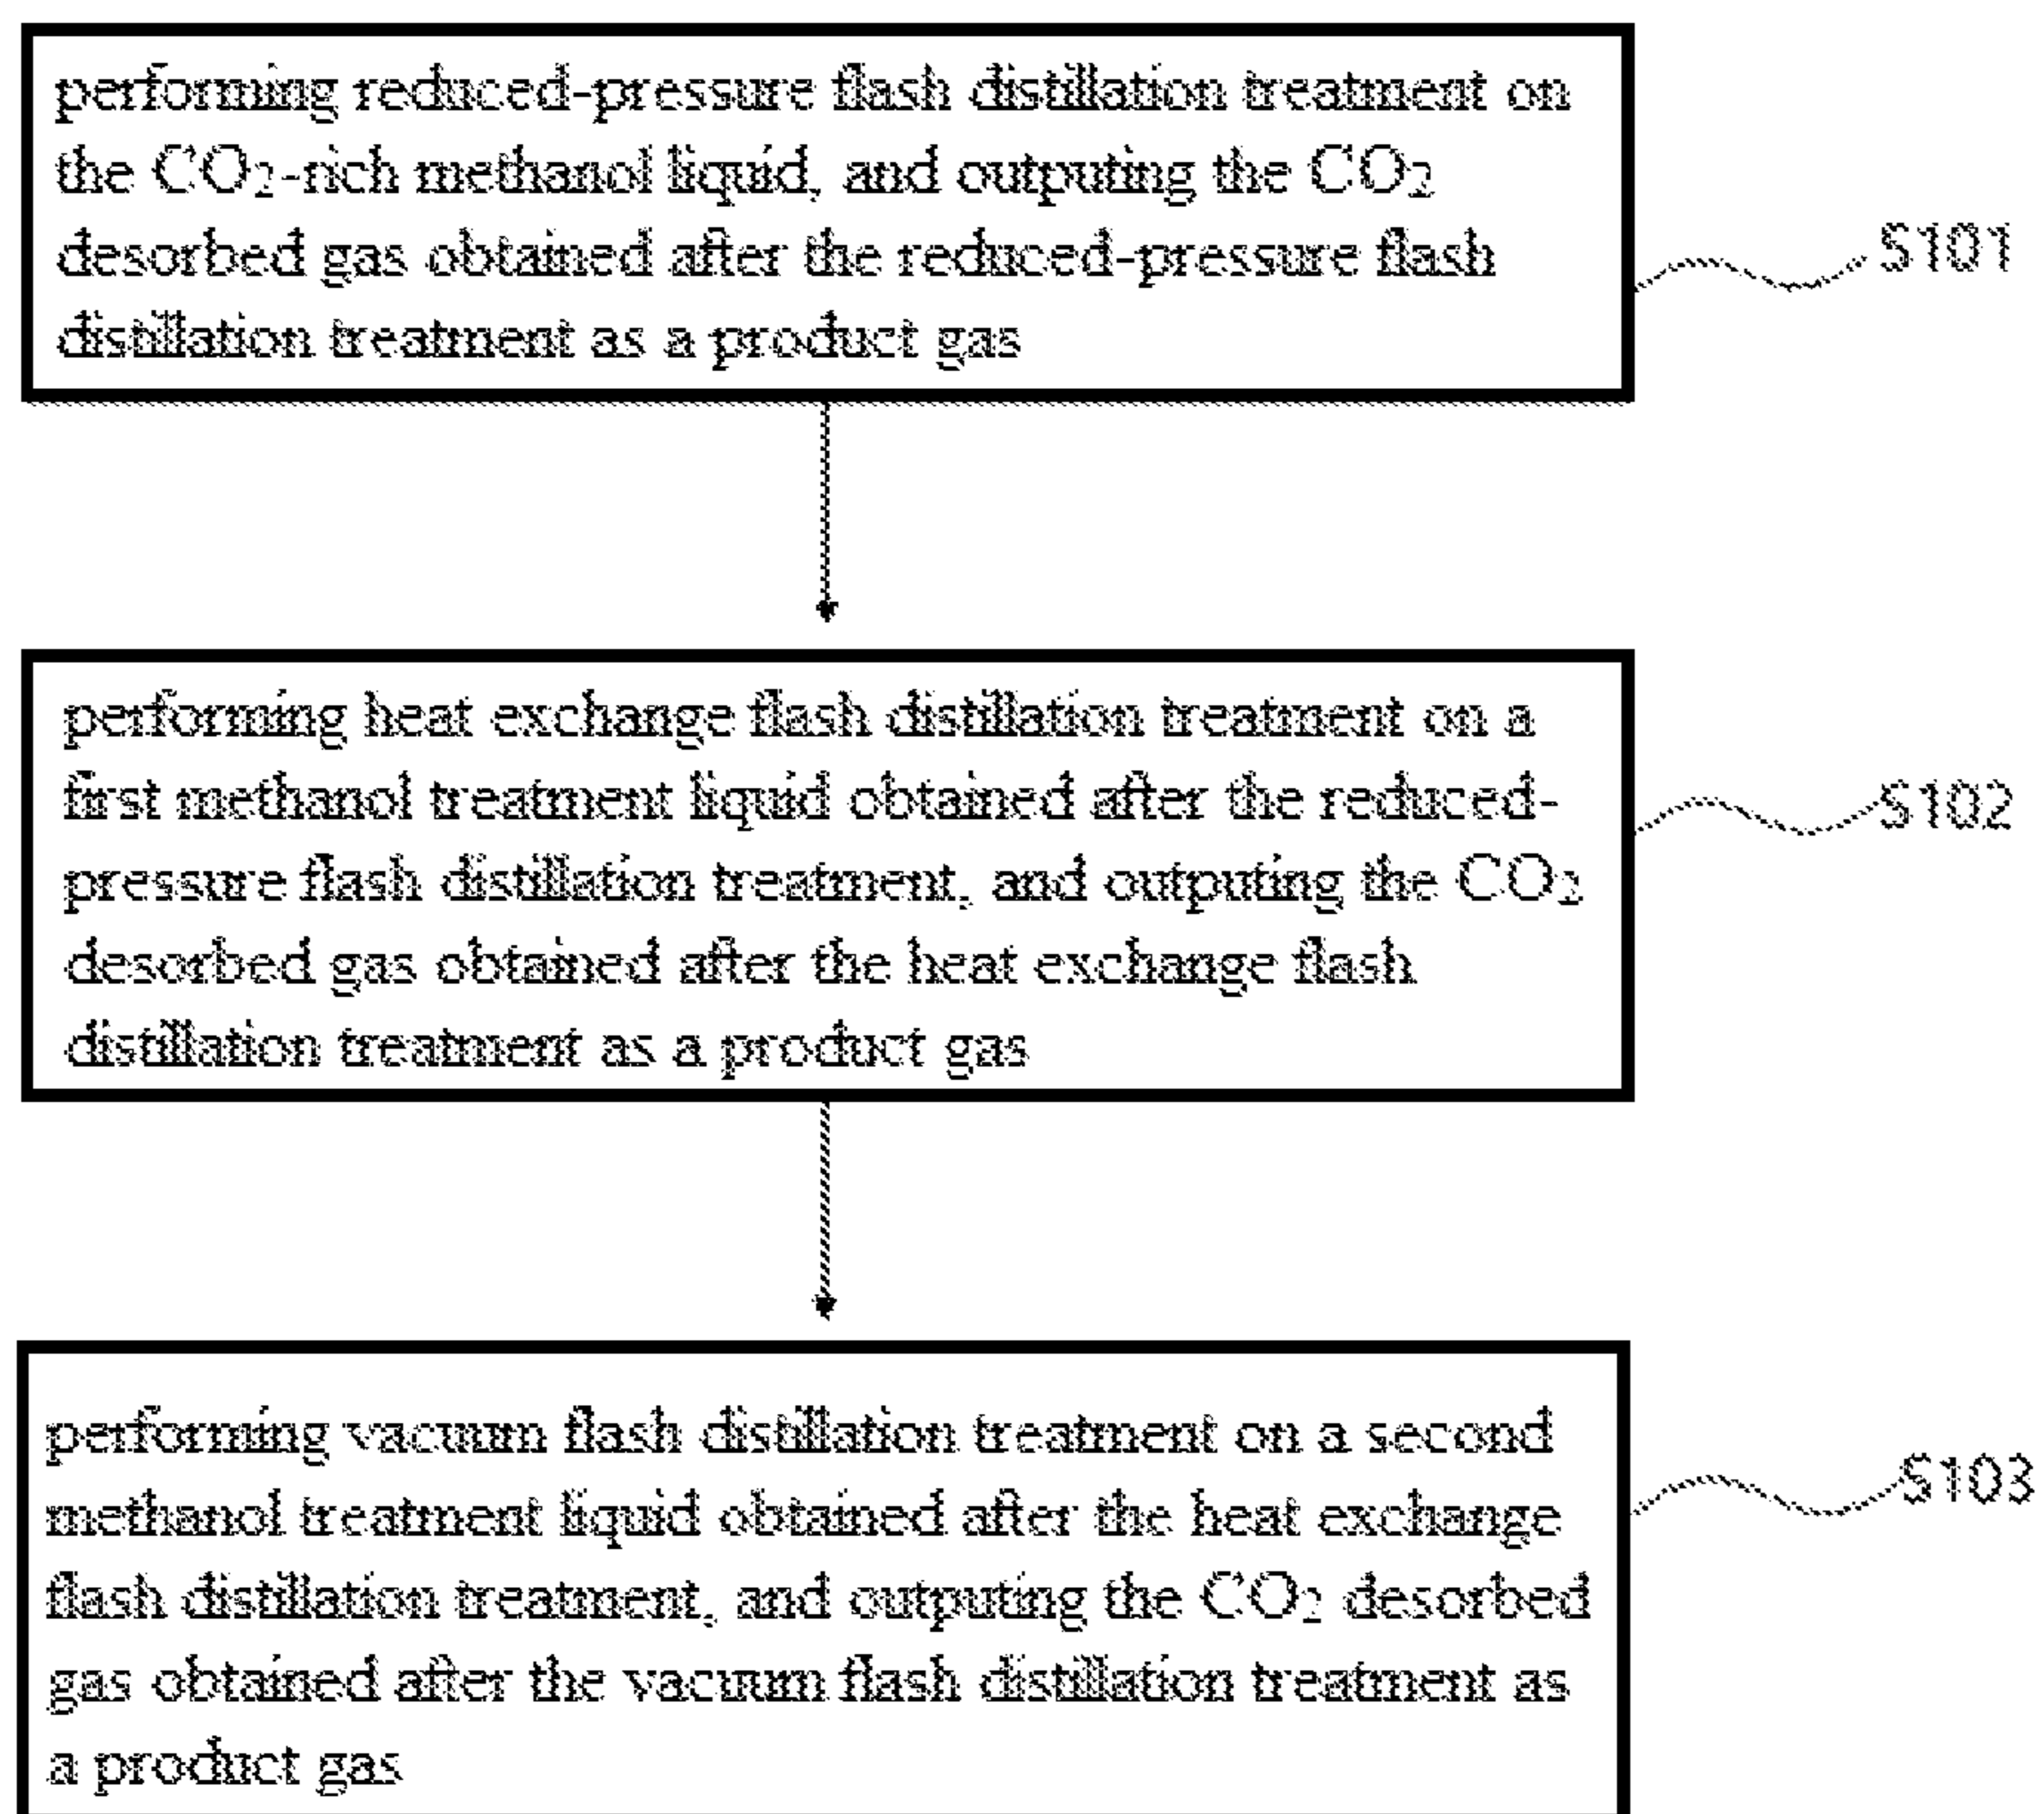 performing reduced-pressure flash distillation treatment on
the CO₂-rich methanol liquid, and outputing the CO₂
desorbed gas obtained after the reduced-pressure flash
distillation treatment as a product gas
S101
performing heat exchange flash distillation treatment on a
first methanol treatment liquid obtained after the reduced-
pressure flash distillation treatment, and outputing the CO₂
desorbed gas obtained after the heat exchange flash
distillation treatment as a product gas
S102
performing vacuum flash distillation treatment on a second
methanol treatment liquid obtained after the heat exchange
flash distillation treatment, and outputing the CO₂ desorbed
gas obtained after the vacuum flash distillation treatment as
a product gas
S103